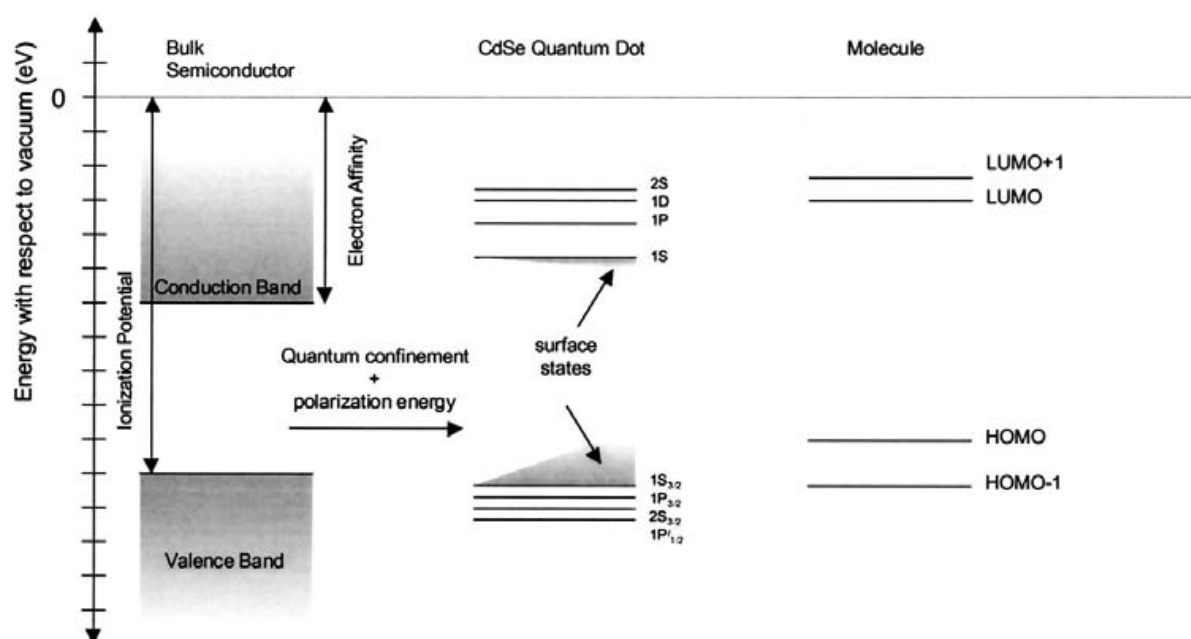 Energy with respect to vacuum (eV)
0
Bulk
Semiconductor
Ionization Potential
Conduction Band
Electron Affinity
Valence Band
Quantum confinement
+
polarization energy
CdSe Quantum Dot
2S
1D
1P
1S
surface
states
1S3/2
1P3/2
2S3/2
1Pʳ1/2
Molecule
LUMO+1
LUMO
HOMO
HOMO-1